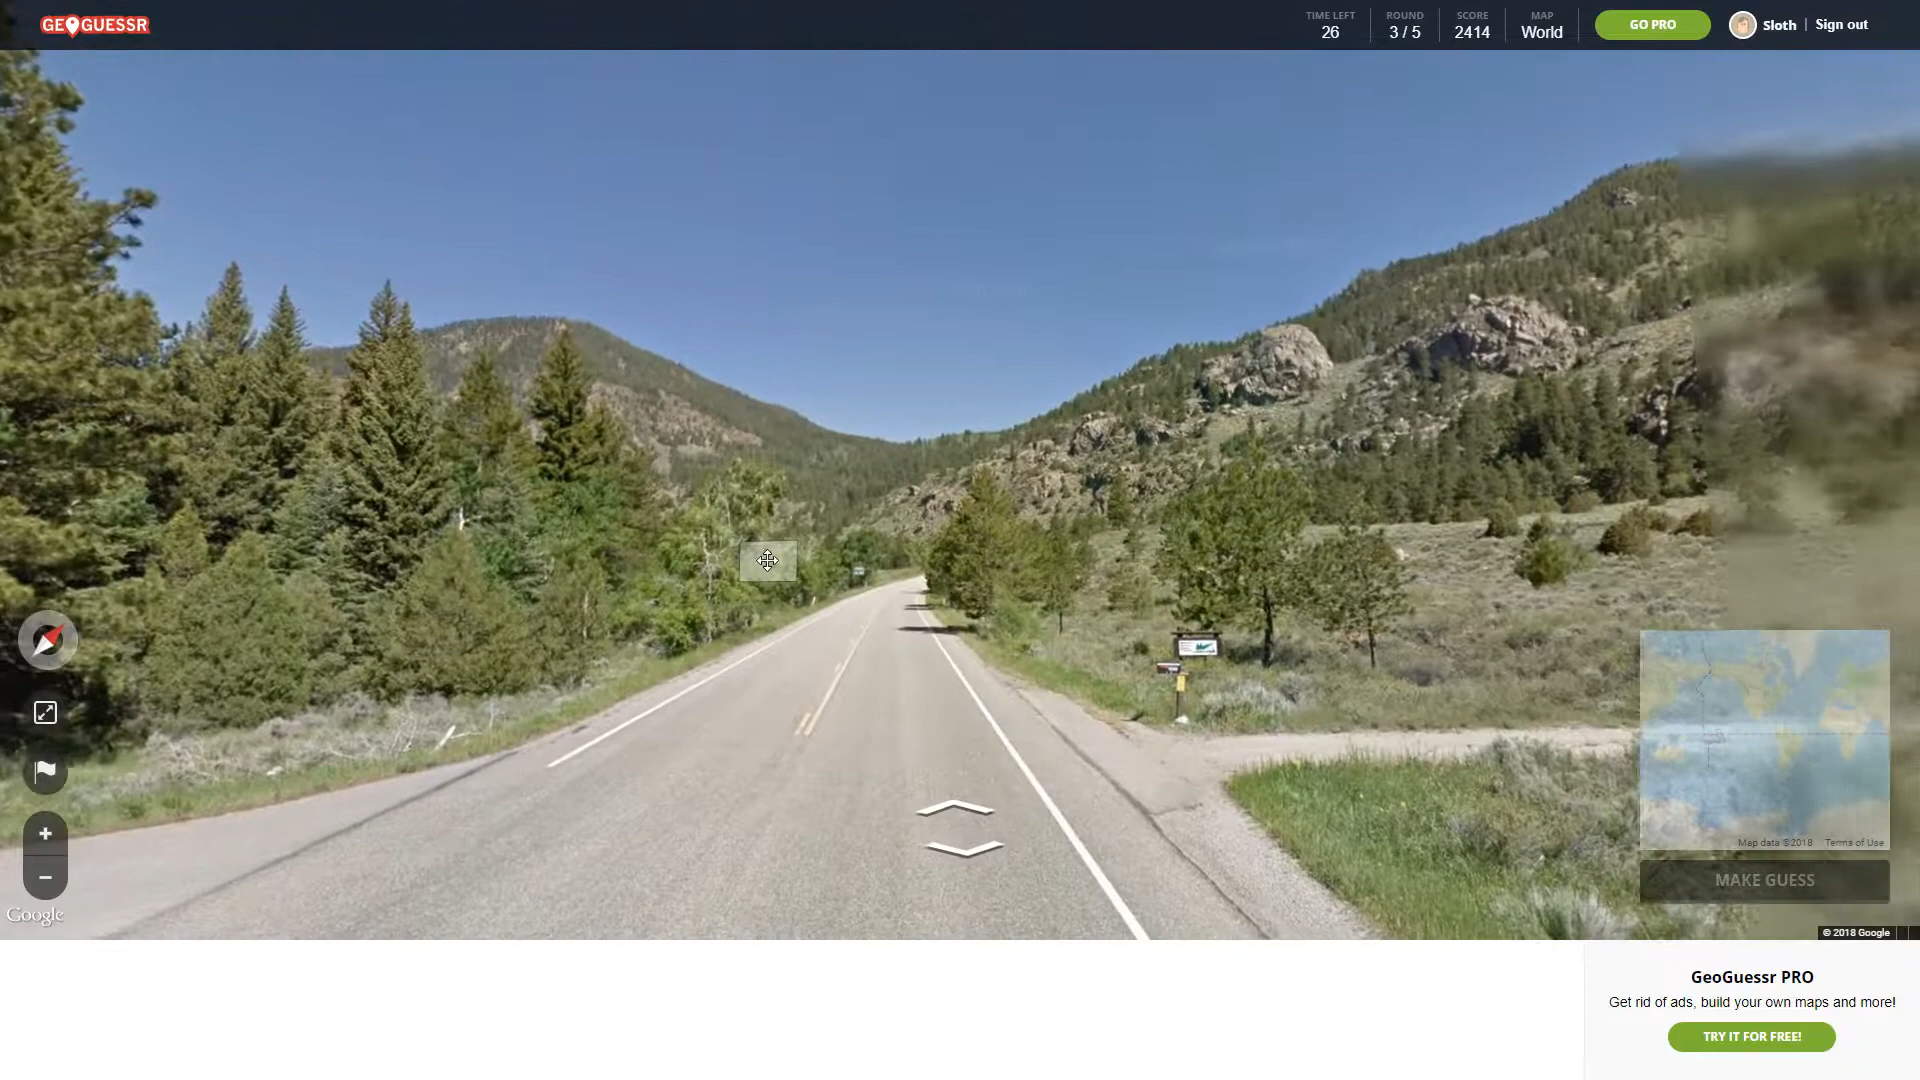 GEOGUESSR
TIME LEFT
26
ROUND
3 / 5
SCORE
2414
MAP
World
GO PRO
Sloth
Sign out
Map data ©2018
Terms of Use
MAKE GUESS
Google
© 2018 Google
GeoGuessr PRO
Get rid of ads, build your own maps and more!
TRY IT FOR FREE!